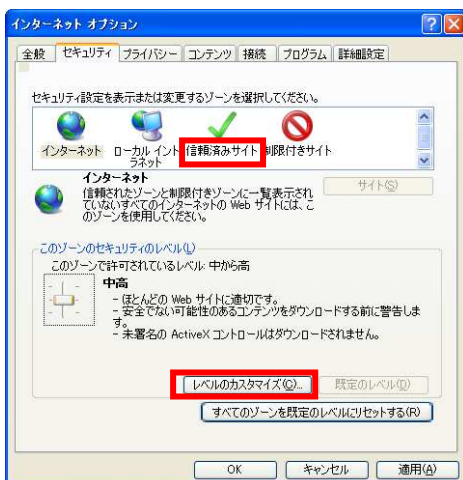 インターネット オプション
全般 セキュリティ プライバシー コンテンツ 接続 プログラム 詳細設定
セキュリティ設定を表示または変更するゾーンを選択してください。
インターネット ローカル イントラネット 信頼済みサイト 制限付きサイト
インターネット
信頼されたゾーンと制限付きゾーンに一覧表示され
ていないすべてのインターネットの Web サイトには、こ
のゾーンを使用してください。
サイト(S)
このゾーンのセキュリティのレベル(L)
このゾーンで許可されているレベル: 中から高
中高
- ほとんどの Web サイトに適切です。
- 安全でない可能性のあるコンテンツをダウンロードする前に警告しま
す。
- 未署名の ActiveX コントロールはダウンロードされません。
レベルのカスタマイズ(C)... 既定のレベル(D)
すべてのゾーンを既定のレベルにリセットする(R)
OK キャンセル 適用(A)